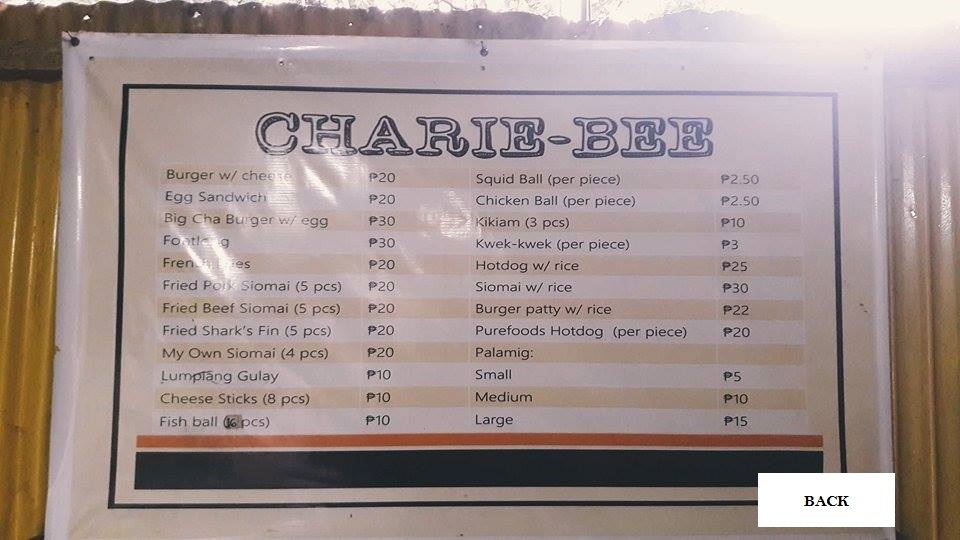 CHARIE-BEE
Burger w/ cheese ₱20
Egg Sandwich ₱20
Big Cha Burger w/ egg ₱30
Footlong ₱30
French Fries ₱20
Fried Pork Siomai (5 pcs) ₱20
Fried Beef Siomai (5 pcs) ₱20
Fried Shark's Fin (5 pcs) ₱20
My Own Siomai (4 pcs) ₱20
Lumpiang Gulay ₱10
Cheese Sticks (8 pcs) ₱10
Fish ball (16 pcs) ₱10
Squid Ball (per piece) ₱2.50
Chicken Ball (per piece) ₱2.50
Kikiam (3 pcs) ₱10
Kwek-kwek (per piece) ₱3
Hotdog w/ rice ₱25
Siomai w/ rice ₱30
Burger patty w/ rice ₱22
Purefoods Hotdog (per piece) ₱20
Palamig:
Small ₱5
Medium ₱10
Large ₱15
BACK